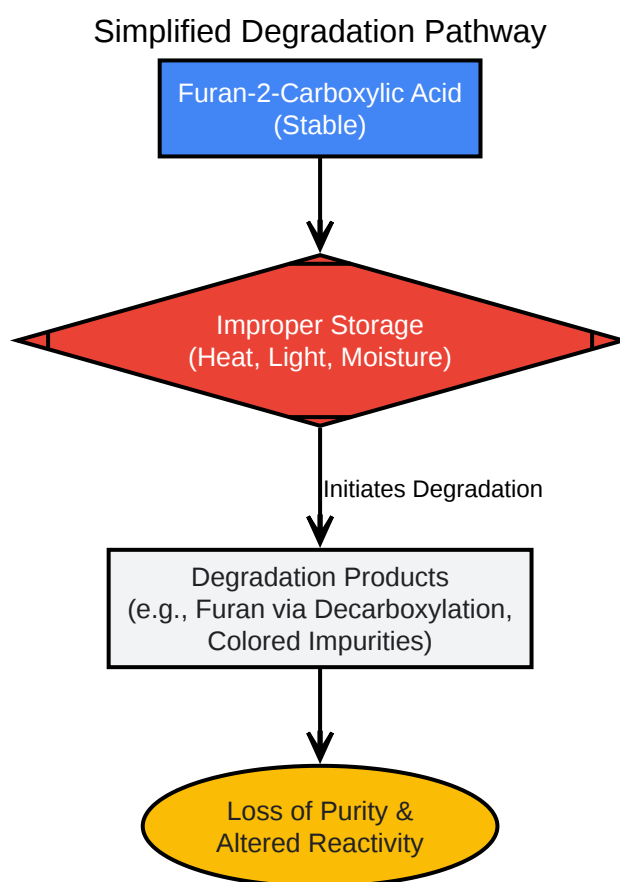 Simplified Degradation Pathway
Furan-2-Carboxylic Acid
(Stable)
Improper Storage
(Heat, Light, Moisture)
Initiates Degradation
Degradation Products
(e.g., Furan via Decarboxylation,
Colored Impurities)
Loss of Purity &
Altered Reactivity